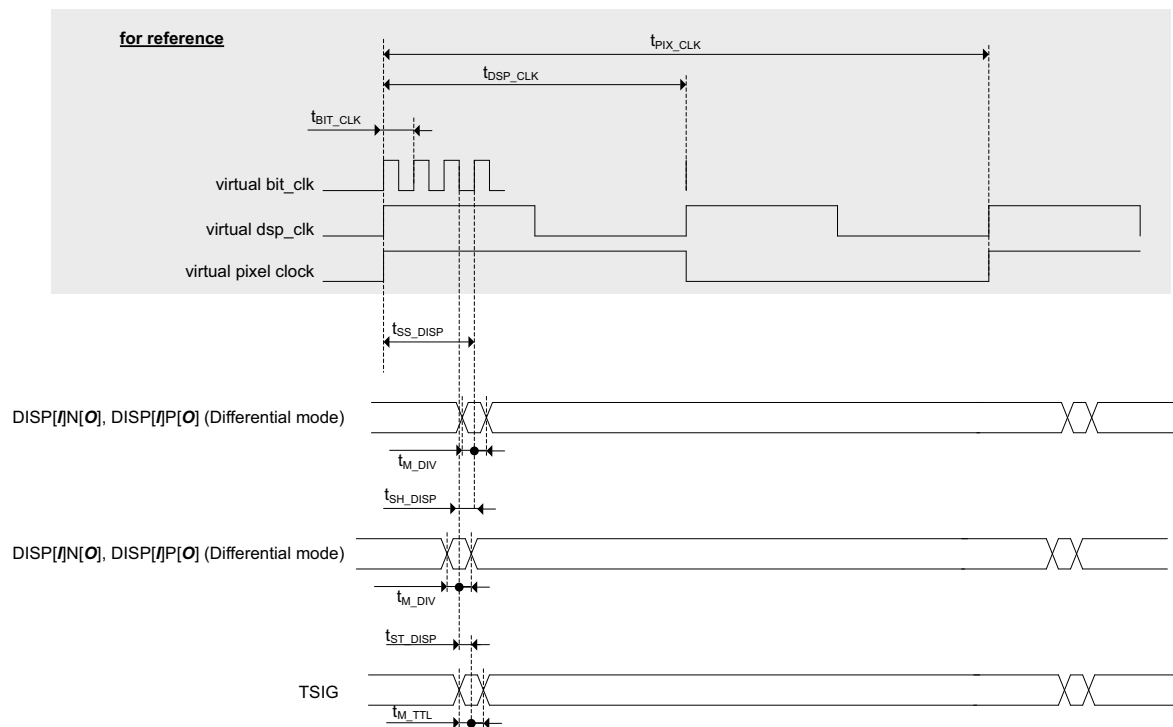 for reference
tPIX_CLK
tDSP_CLK
tBIT_CLK
virtual bit_clk
virtual dsp_clk
virtual pixel clock
tSS_DISP
DISP[I]N[O], DISP[I]P[O] (Differential mode)
tM_DIV
tSH_DISP
DISP[I]N[O], DISP[I]P[O] (Differential mode)
tM_DIV
tST_DISP
TSIG
tM_TTL